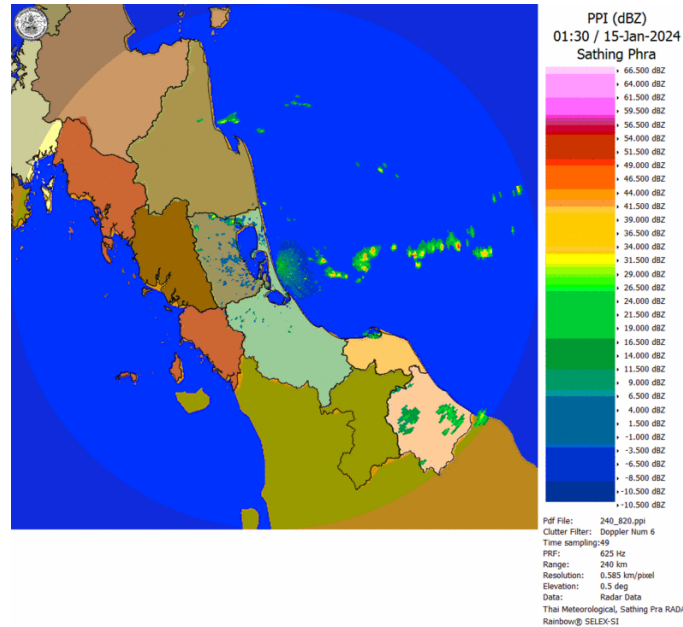 PPI (dBZ)
01:30 / 15-Jan-2024
Sathing Phra
66.500 dBZ
64.000 dBZ
61.500 dBZ
59.500 dBZ
56.500 dBZ
54.000 dBZ
51.500 dBZ
49.000 dBZ
46.500 dBZ
44.000 dBZ
41.500 dBZ
39.000 dBZ
36.500 dBZ
34.000 dBZ
31.500 dBZ
29.000 dBZ
26.500 dBZ
24.000 dBZ
21.500 dBZ
19.000 dBZ
16.500 dBZ
14.000 dBZ
11.500 dBZ
9.000 dBZ
6.500 dBZ
4.000 dBZ
1.500 dBZ
-1.000 dBZ
-3.500 dBZ
-6.500 dBZ
-8.500 dBZ
-10.500 dBZ
-10.500 dBZ
Pdf File: 240_820.ppi
Clutter Filter: Doppler Num 6
Time sampling:49
PRF: 625 Hz
Range: 240 km
Resolution: 0.585 km/pixel
Elevation: 0.5 deg
Data: Radar Data
Thai Meteorological, Sathing Pra RADA
Rainbow® SELEX-SI